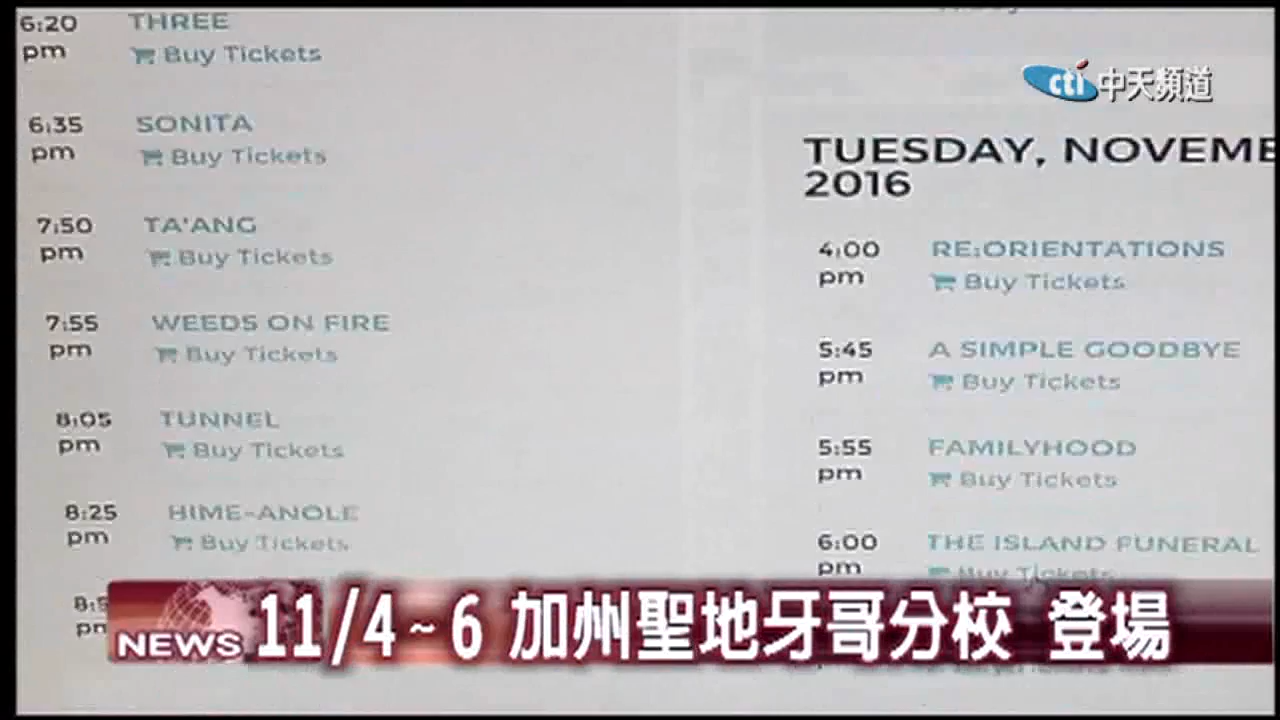 6:20 pm
THREE
Buy Tickets
6:35 pm
SONITA
Buy Tickets
7:50 pm
TA'ANG
Buy Tickets
7:55 pm
WEEDS ON FIRE
Buy Tickets
8:05 pm
TUNNEL
Buy Tickets
8:25 pm
HIME-ANOLE
Buy Tickets
cti 中天頻道
TUESDAY, NOVEME
2016
4:00 pm
RE:ORIENTATIONS
Buy Tickets
5:45 pm
A SIMPLE GOODBYE
Buy Tickets
5:55 pm
FAMILYHOOD
Buy Tickets
6:00 pm
THE ISLAND FUNERAL
Buy Tickets
NEWS 11/4~6 加州聖地牙哥分校 登場